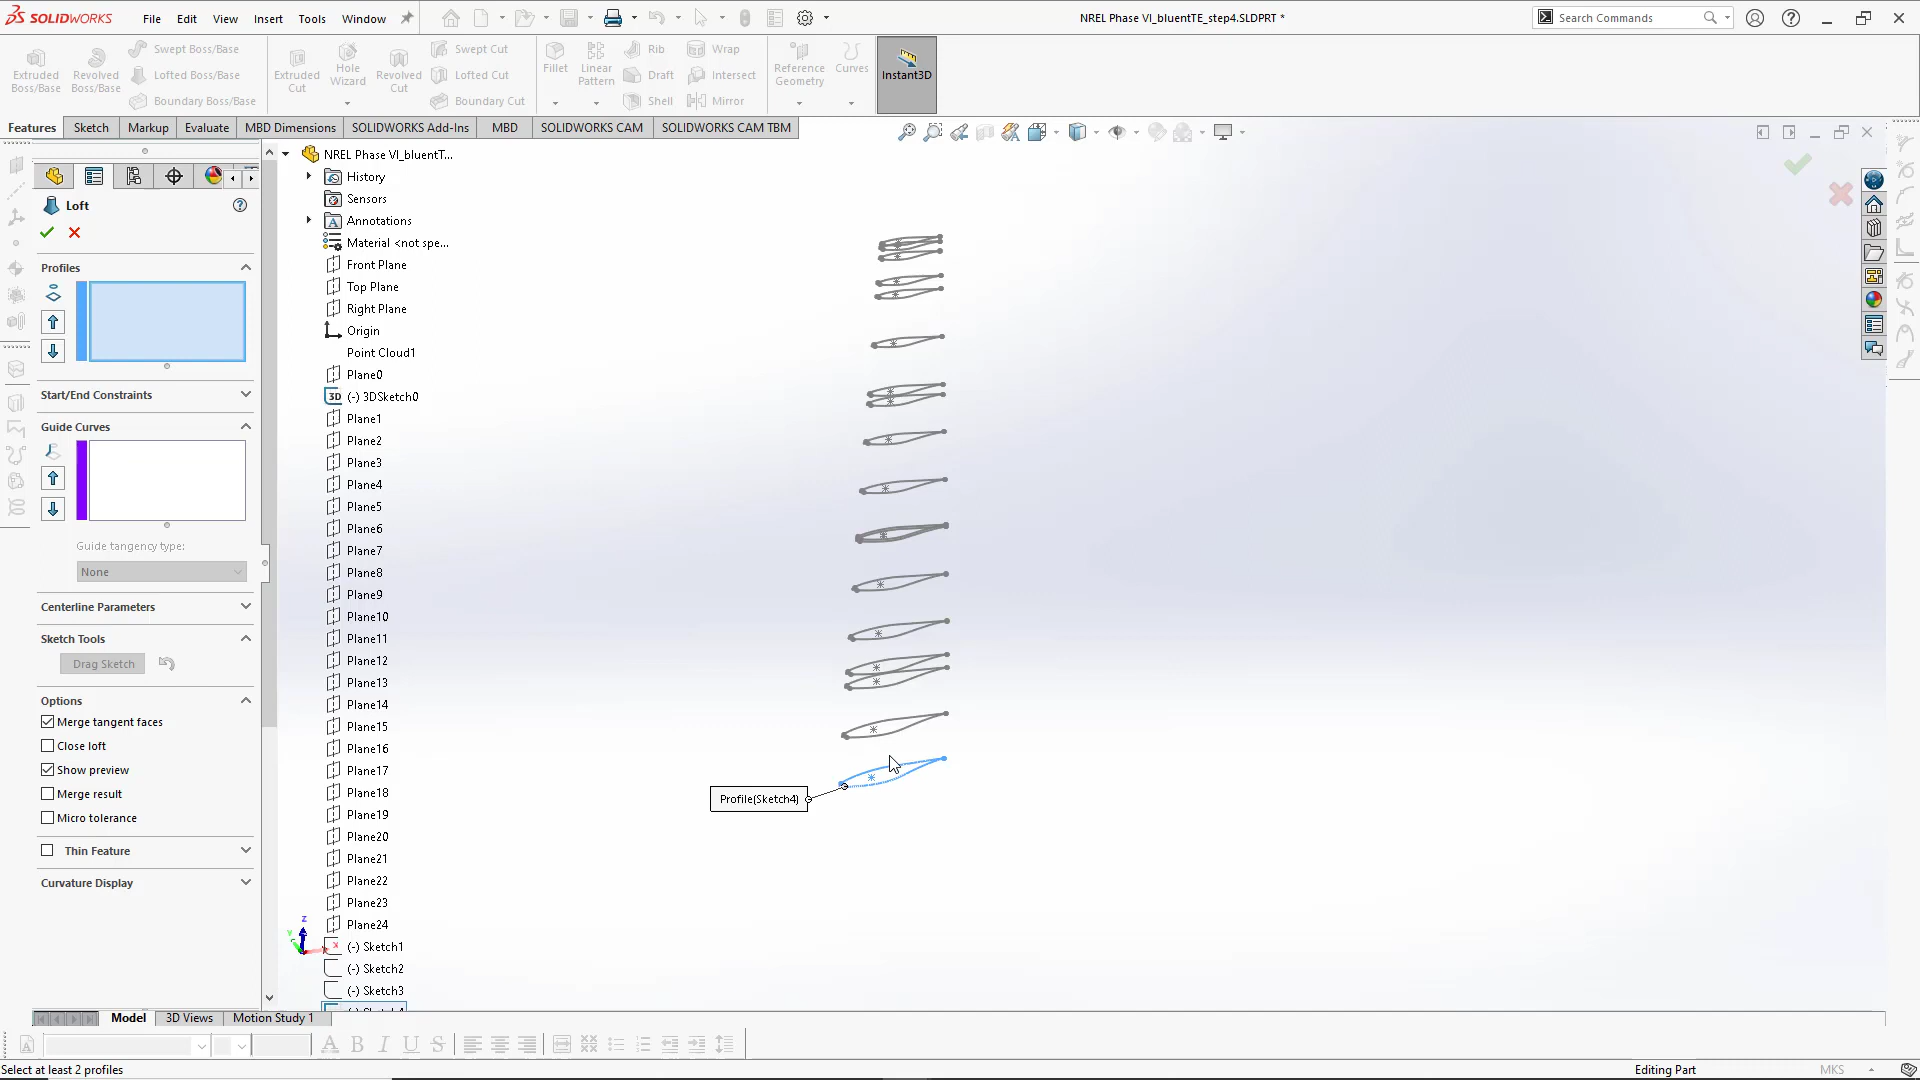 SOLIDWORKS
File Edit View Insert Tools Window
NREL Phase VI_bluentTE_step4.SLDPRT *
Search Commands
Extruded Boss/Base
Revolved Boss/Base
Swept Boss/Base
Lofted Boss/Base
Boundary Boss/Base
Extruded Cut
Hole Wizard
Revolved Cut
Swept Cut
Lofted Cut
Boundary Cut
Fillet
Linear Pattern
Rib
Draft
Shell
Wrap
Intersect
Mirror
Reference Geometry
Curves
Instant3D
Features Sketch Markup Evaluate MBD Dimensions SOLIDWORKS Add-Ins MBD SOLIDWORKS CAM SOLIDWORKS CAM TBM
Loft
Profiles
Start/End Constraints
Guide Curves
Guide tangency type:
None
Centerline Parameters
Sketch Tools
Drag Sketch
Options
Merge tangent faces
Close loft
Show preview
Merge result
Micro tolerance
Thin Feature
Curvature Display
NREL Phase VI_bluentT...
History
Sensors
Annotations
Material <not spe...
Front Plane
Top Plane
Right Plane
Origin
Point Cloud1
Plane0
3D (-) 3DSketch0
Plane1
Plane2
Plane3
Plane4
Plane5
Plane6
Plane7
Plane8
Plane9
Plane10
Plane11
Plane12
Plane13
Plane14
Plane15
Plane16
Plane17
Plane18
Plane19
Plane20
Plane21
Plane22
Plane23
Plane24
(-) Sketch1
(-) Sketch2
(-) Sketch3
Profile(Sketch4)
Z
Y
X
Model 3D Views Motion Study 1
A B I U S
Select at least 2 profiles
Editing Part
MKS